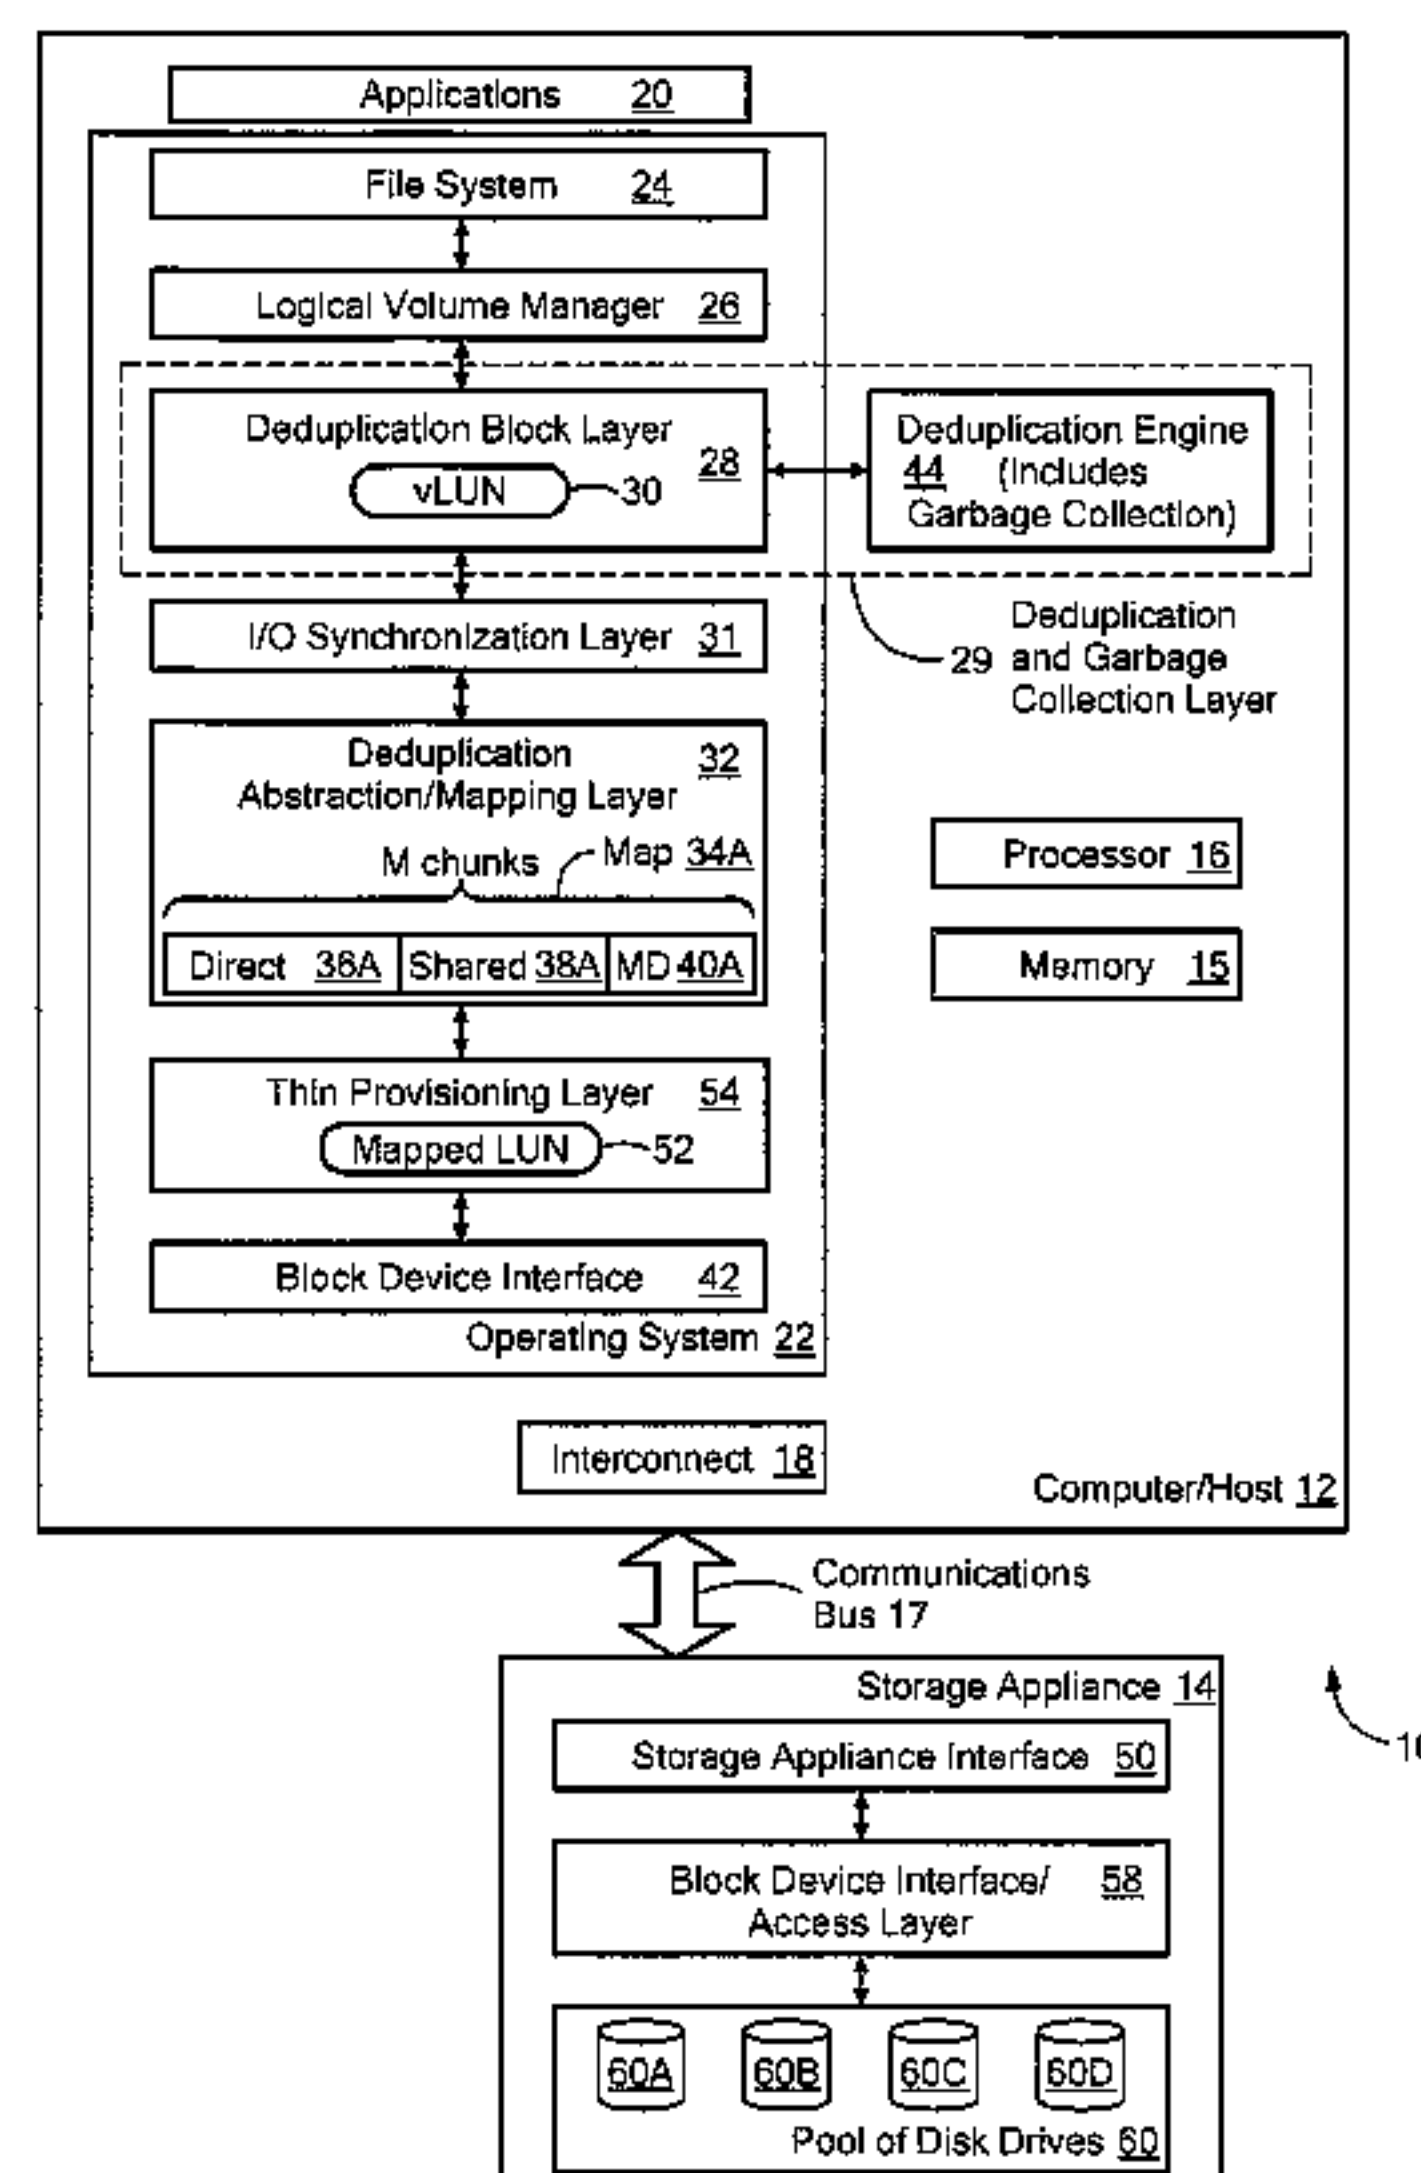 Applications 20
File System 24
Logical Volume Manager 26
Deduplication Block Layer
28
vLUN
30
Deduplication Engine
44 (Includes
Garbage Collection)
I/O Synchronization Layer 31
Deduplication
29 and Garbage
Collection Layer
Deduplication 32
Abstraction/Mapping Layer
M chunks
Map 34A
Direct 36A Shared 38A MD 40A
Processor 16
Memory 15
Thin Provisioning Layer 54
Mapped LUN 52
Block Device Interface 42
Operating System 22
Interconnect 18
Computer/Host 12
Communications
Bus 17
Storage Appliance 14
Storage Appliance Interface 50
10
Block Device Interface/ 58
Access Layer
60A 60B 60C 60D
Pool of Disk Drives 60